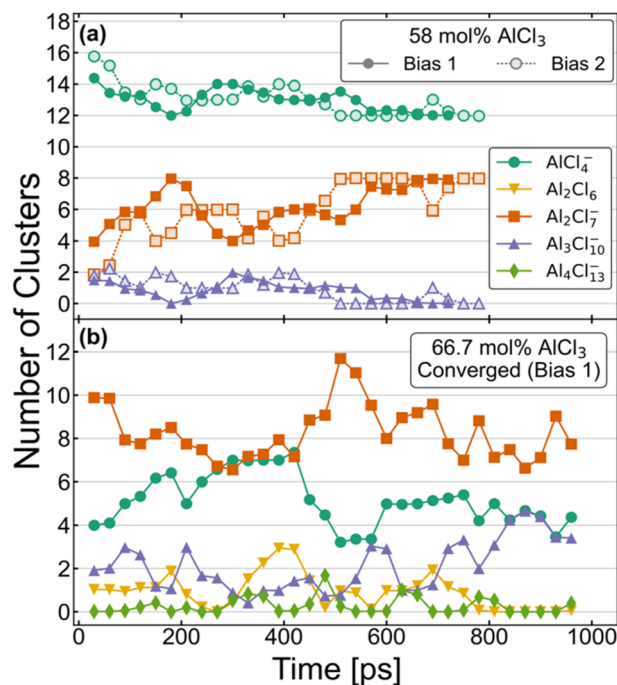 (a)
58 mol% AlCl₃
Bias 1
Bias 2
18
16
14
12
10
8
6
4
2
0
AlCl₄⁻
Al₂Cl₆
Al₂Cl₇⁻
Al₃Cl₁₀⁻
Al₄Cl₁₃⁻
Number of Clusters
(b)
66.7 mol% AlCl₃
Converged (Bias 1)
12
10
8
6
4
2
0
0 200 400 600 800 1000
Time [ps]